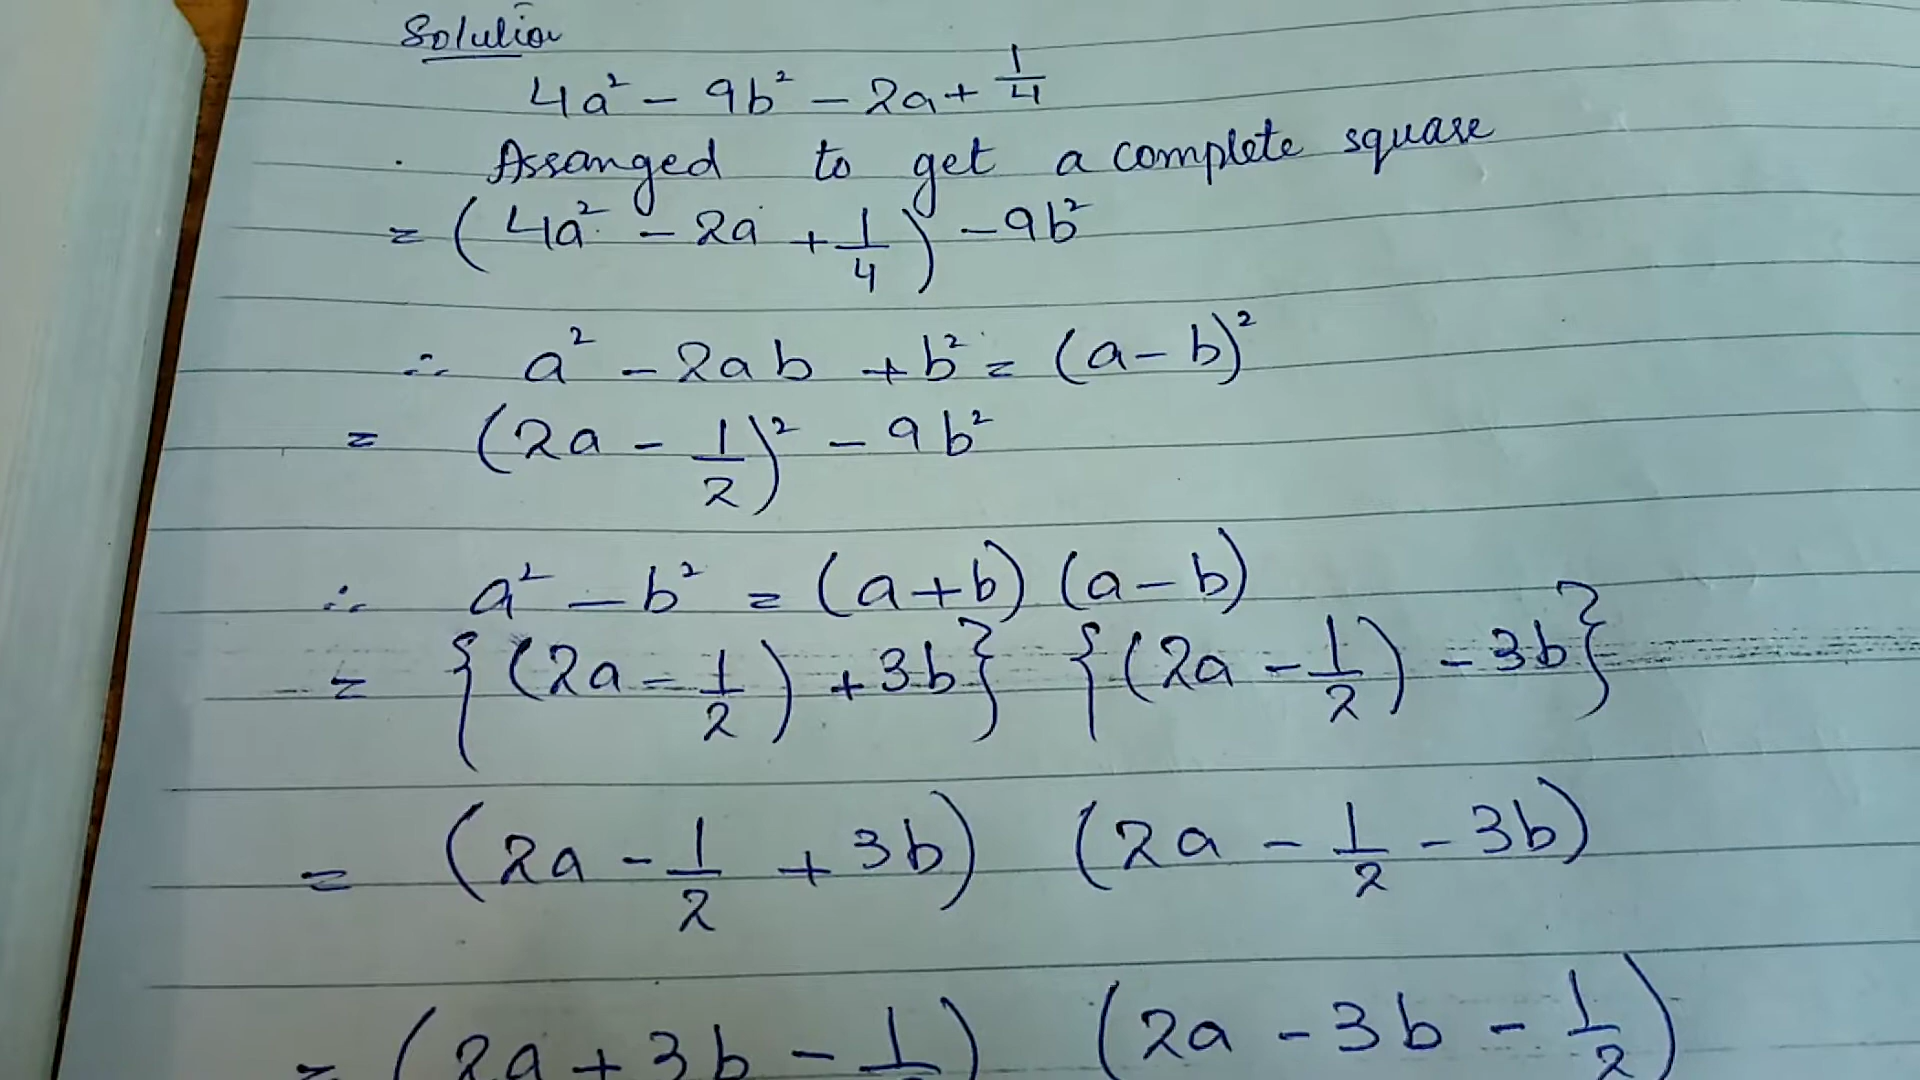 Solution
4a² - 9b² - 2a + 1/4
Assanged to get a complete square
= (4a² - 2a + 1/4) - 9b²
∴ a² - 2ab + b² = (a - b)²
= (2a - 1/2)² - 9b²
∴ a² - b² = (a+b) (a - b)
= {(2a - 1/2) + 3b} {(2a - 1/2) - 3b}
= (2a - 1/2 + 3b) (2a - 1/2 - 3b)
= (2a + 3b - 1/2) (2a - 3b - 1/2)